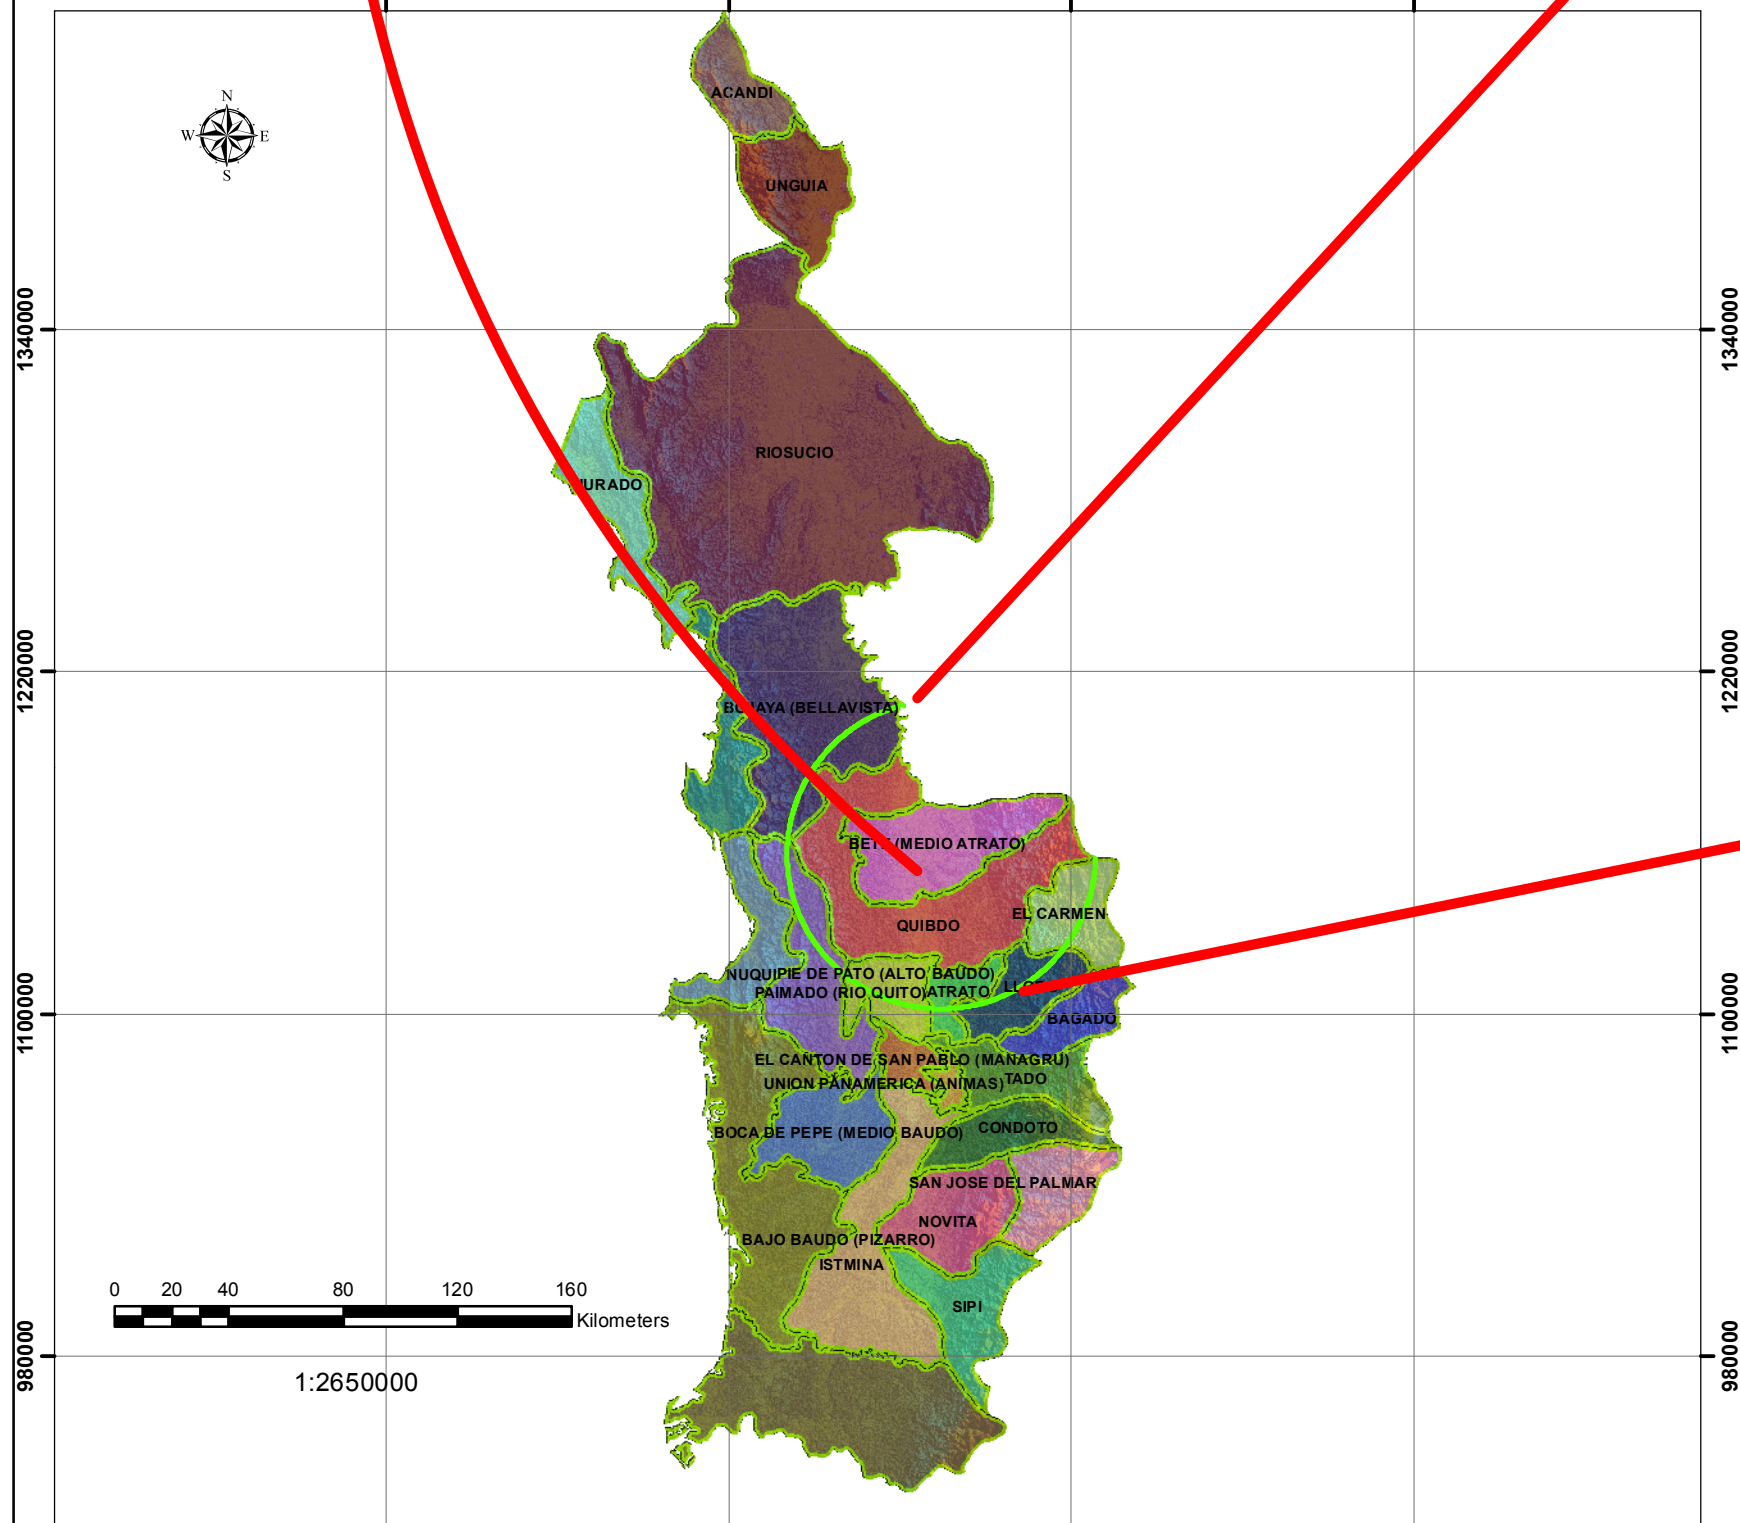 ACANDI
N
W E
S
UNGUIA
1340000
1340000
RIOSUCIO
URADO
1220000
1220000
(BELLAVISTA)
(MEDIO ATRATO)
EL CARMEN
QUIBDO
NUQUIPIE DE PATO (ALTO BAUDO)
PAIMADO (RIO QUITO)
ATRATO
1100000
1100000
BAGADO
EL CAÑTON DE SAN PABLO (MANAGRU)
TADO
UNION PANAMERICA (ANIMAS)
CONDOTO
BOCA DE PEPE (MEDIO BAUDO)
SAN JOSE DEL PALMAR
NOVITA
BAJO BAUDO (PIZARRO)
ISTMINA
0 20 40 80 120 160
Kilometers
SIPI
980000
980000
1:2650000